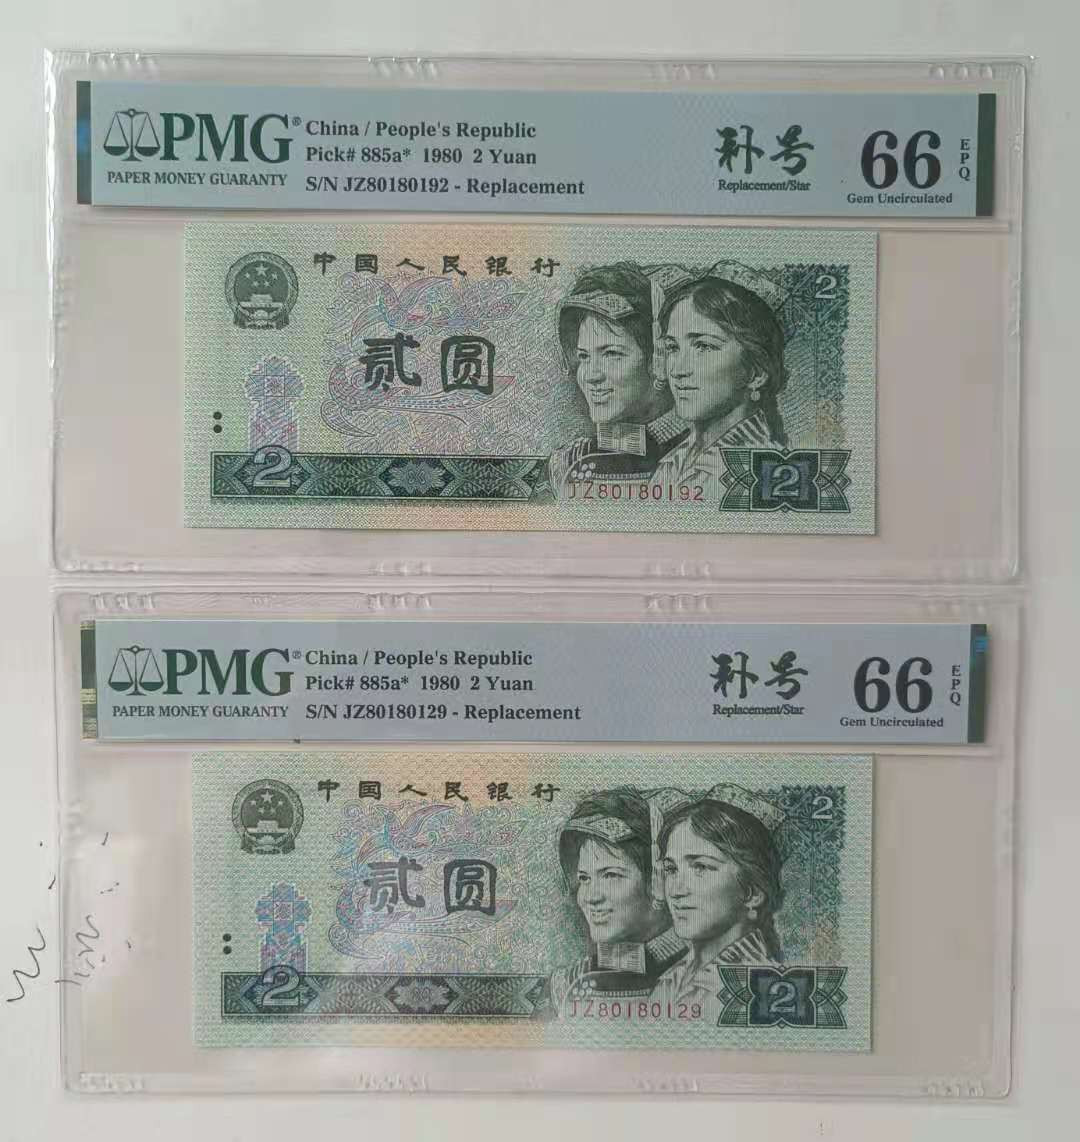 PMG®
PAPER MONEY GUARANTY
China / People's Republic
Pick# 885a* 1980 2 Yuan
S/N JZ80180192 - Replacement
补号
Replacement/Star
66
EPQ
Gem Uncirculated
中国人民银行
2
贰圆
2
JZ80180192
2
PMG®
PAPER MONEY GUARANTY
China / People's Republic
Pick# 885a* 1980 2 Yuan
S/N JZ80180129 - Replacement
补号
Replacement/Star
66
EPQ
Gem Uncirculated
中国人民银行
2
贰圆
2
JZ80180129
2